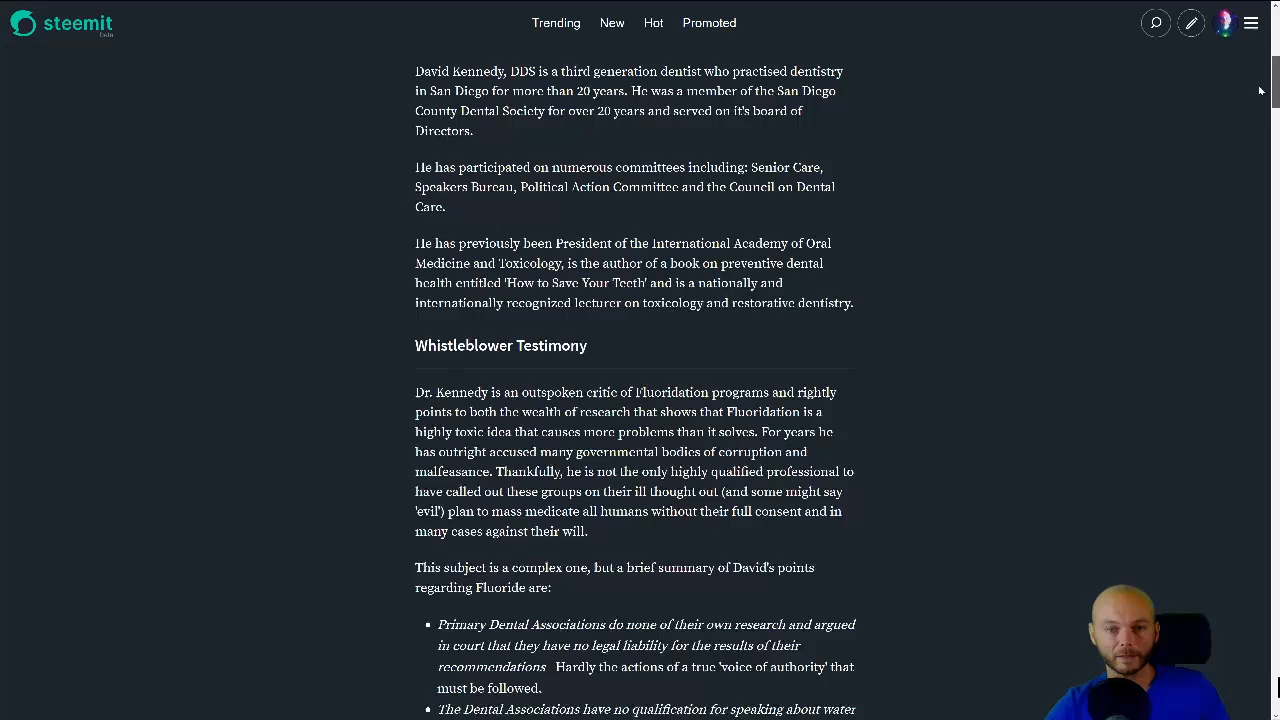 steemit
beta
Trending New Hot Promoted
David Kennedy, DDS is a third generation dentist who practised dentistry
in San Diego for more than 20 years. He was a member of the San Diego
County Dental Society for over 20 years and served on it's board of
Directors.
He has participated on numerous committees including: Senior Care,
Speakers Bureau, Political Action Committee and the Council on Dental
Care.
He has previously been President of the International Academy of Oral
Medicine and Toxicology, is the author of a book on preventive dental
health entitled 'How to Save Your Teeth' and is a nationally and
internationally recognized lecturer on toxicology and restorative dentistry.
Whistleblower Testimony
Dr. Kennedy is an outspoken critic of Fluoridation programs and rightly
points to both the wealth of research that shows that Fluoridation is a
highly toxic idea that causes more problems than it solves. For years he
has outright accused many governmental bodies of corruption and
malfeasance. Thankfully, he is not the only highly qualified professional to
have called out these groups on their ill thought out (and some might say
'evil') plan to mass medicate all humans without their full consent and in
many cases against their will.
This subject is a complex one, but a brief summary of David's points
regarding Fluoride are:
Primary Dental Associations do none of their own research and argued
in court that they have no legal liability for the results of their
recommendations Hardly the actions of a true 'voice of authority' that
must be followed.
The Dental Associations have no qualification for speaking about water